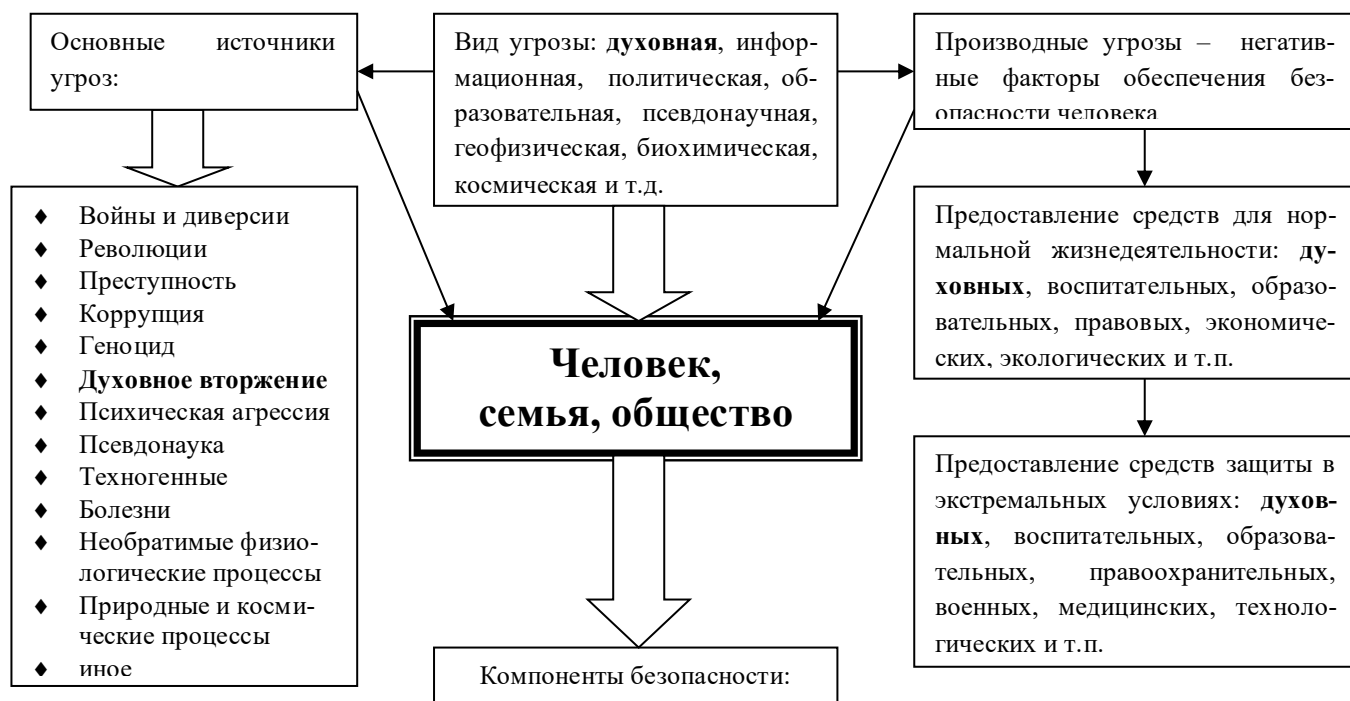 Основные источники
угроз:
Вид угрозы: духовная, инфор-
мационная, политическая, об-
разовательная, псевдонаучная,
геофизическая, биохимическая,
космическая и т.д.
Производные угрозы – негатив-
ные факторы обеспечения без-
опасности человека
♦ Войны и диверсии
♦ Революции
♦ Преступность
♦ Коррупция
♦ Геноцид
♦ Духовное вторжение
♦ Психическая агрессия
♦ Псевдонаука
♦ Техногенные
♦ Болезни
♦ Необратимые физио-
логические процессы
♦ Природные и косми-
ческие процессы
♦ иное
Человек,
семья, общество
Предоставление средств для нор-
мальной жизнедеятельности: ду-
ховных, воспитательных, образо-
вательных, правовых, экономиче-
ских, экологических и т.п.
Предоставление средств защиты в
экстремальных условиях: духов-
ных, воспитательных, образова-
тельных, правоохранительных,
военных, медицинских, техноло-
гических и т.п.
Компоненты безопасности: